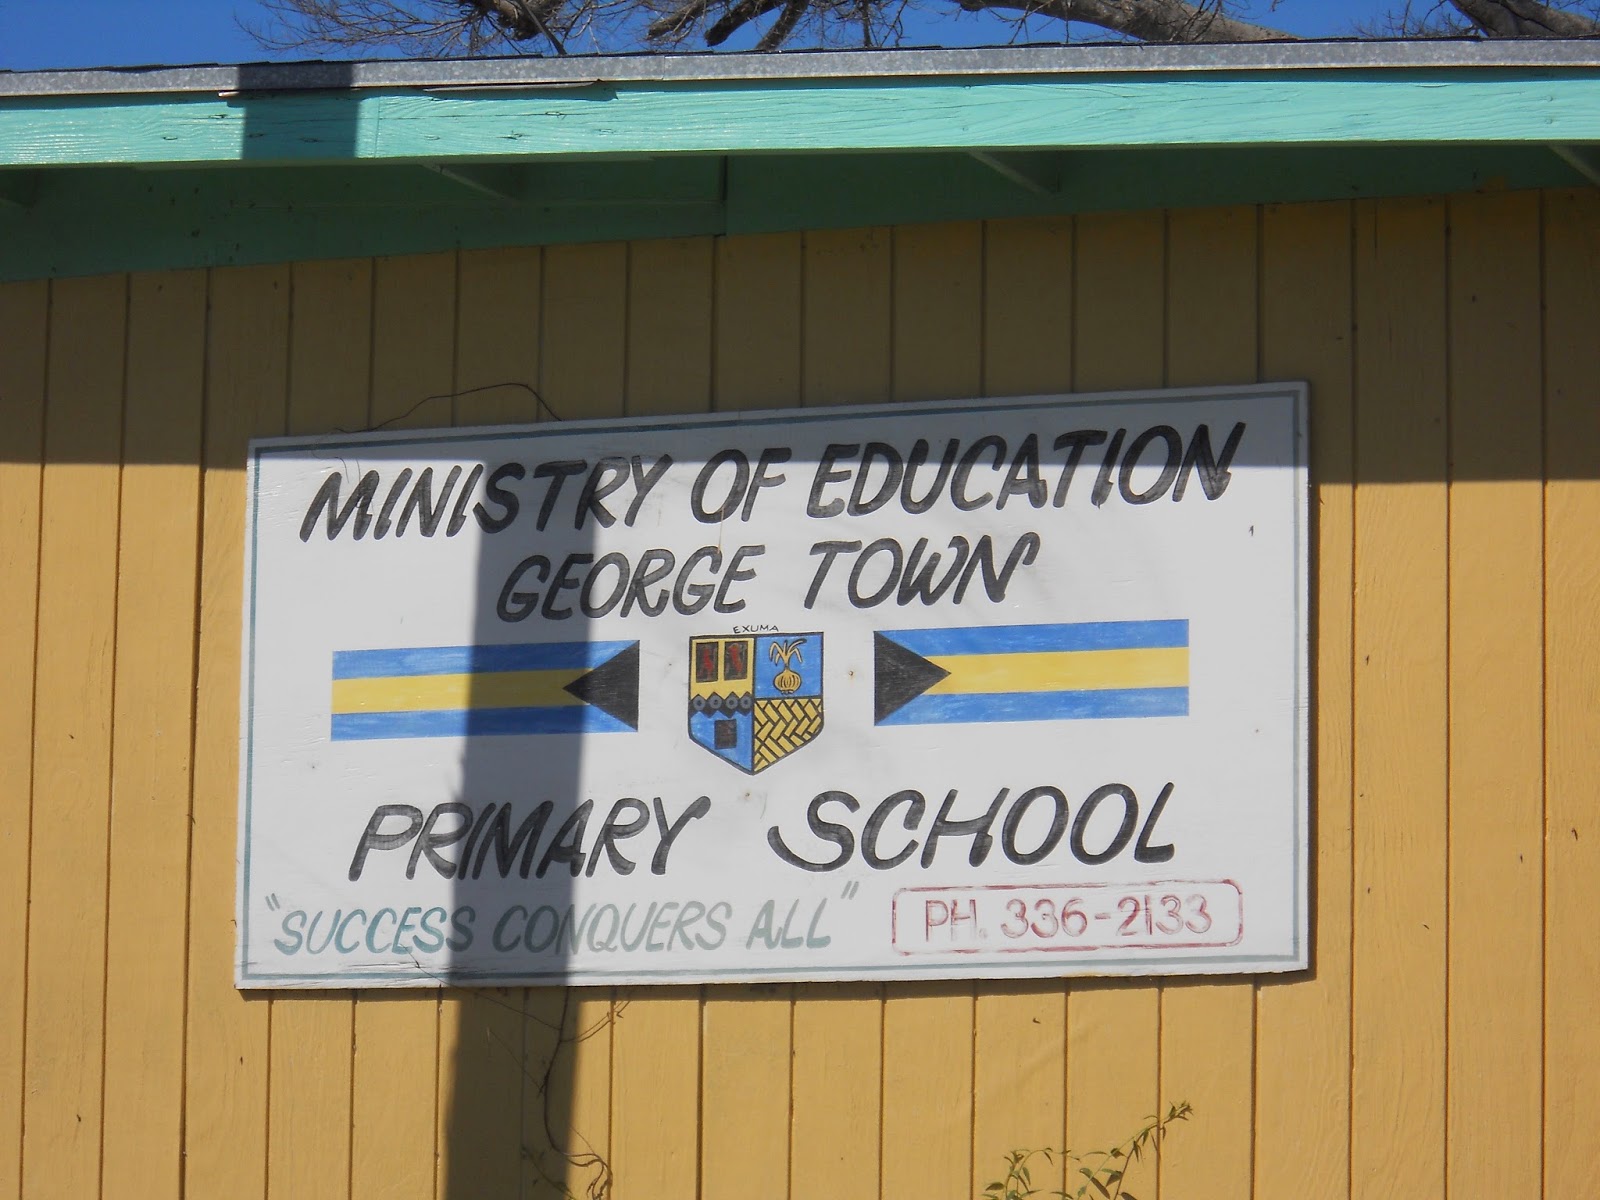 MINISTRY OF EDUCATION
GEORGE TOWN
EXUMA
PRIMARY SCHOOL
"SUCCESS CONQUERS ALL"
PH. 336-2133